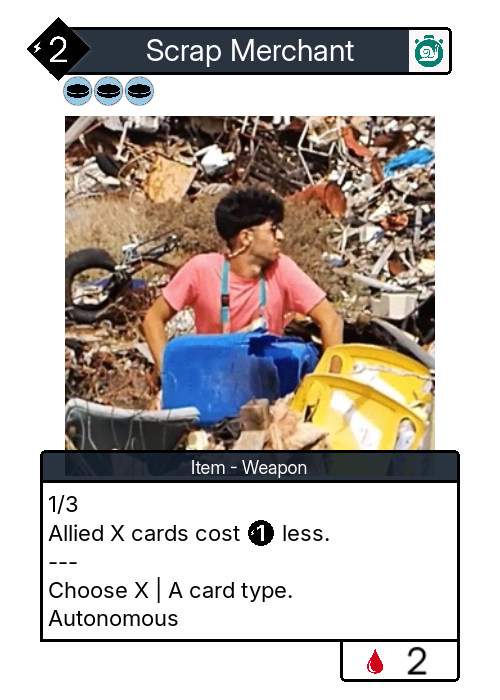 2
Scrap Merchant
Item - Weapon
1/3
Allied X cards cost 1 less.
---
Choose X | A card type.
Autonomous
2